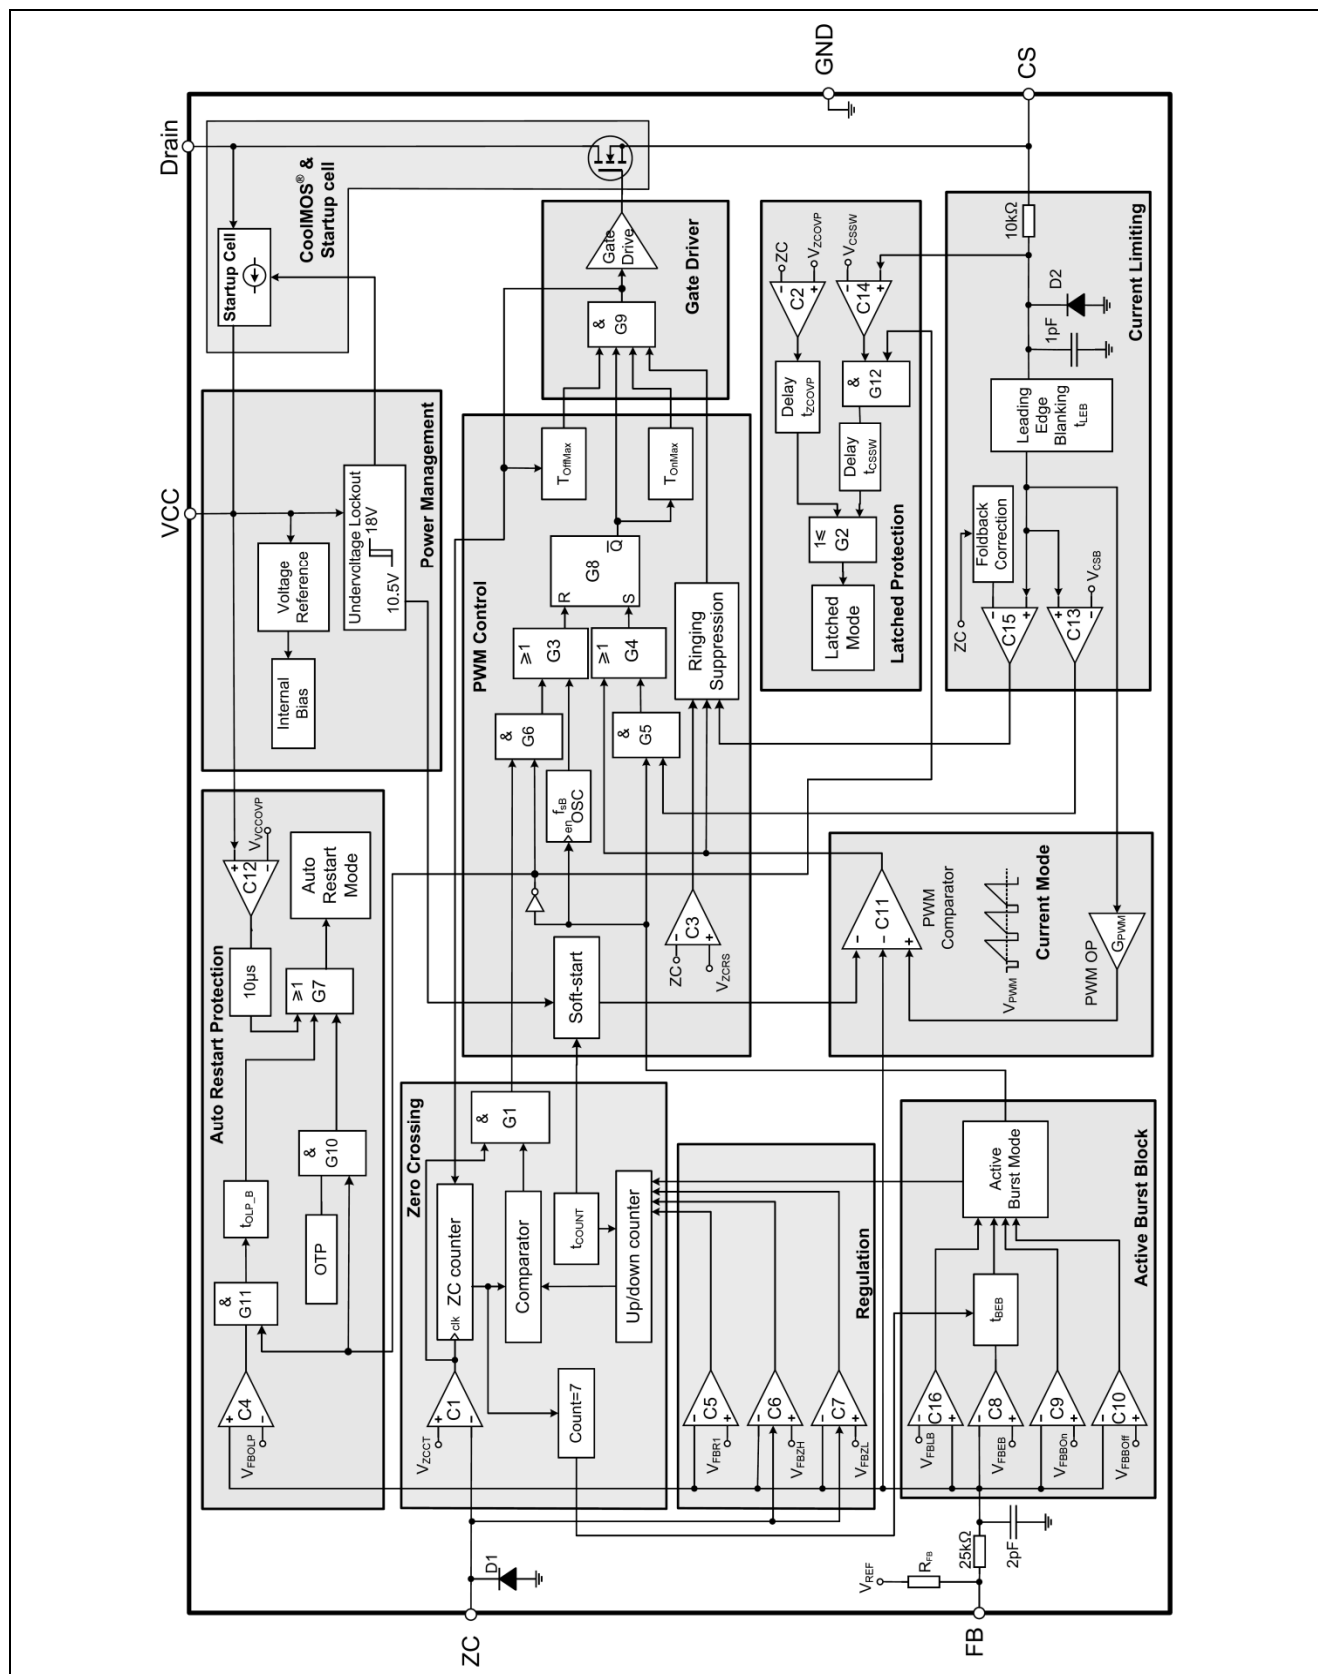 Drain
VCC
GND
CS
ZC
FB
CoolMOS® &
Startup cell
Startup Cell
Power Management
Undervoltage Lockout
18V
10.5V
Voltage
Reference
Internal
Bias
Auto Restart Protection
C12
+
−
VVCCOVP
10µs
Auto
Restart
Mode
≥1
G7
tOLP_B
&
G10
OTP
&
G11
C4
+
−
VFBOLP
Gate Driver
Gate
Drive
&
G9
PWM Control
TOffMax
TOnMax
G8
R
S
Q
≥1
G3
≥1
G4
&
G6
&
G5
fsB
OSC
en
Ringing
Suppression
Soft-start
C3
−
+
ZC
VZCRS
Zero Crossing
&
G1
clk
ZC counter
Comparator
tCOUNT
Up/down counter
Count=7
C1
+
−
VZCCT
D1
Latched Protection
C2
−
+
ZC
VZCOVP
C14
−
+
VCSSW
Delay
tZCOVP
&
G12
Delay
tCSSW
1≤
G2
Latched
Mode
Current Limiting
10kΩ
D2
1pF
Leading
Edge
Blanking
tLEB
Foldback
Correction
ZC
C15
−
+
C13
+
−
VCSB
Current Mode
C11
−
−
+
PWM
Comparator
VPWM
PWM OP
GPWM
Regulation
C5
−
+
VFBR1
C6
−
+
VFBZH
C7
−
+
VFBZL
Active Burst Block
Active
Burst Mode
tBEB
C16
−
+
VFBLB
C8
−
+
VFBEB
C9
+
−
VFBBOn
C10
−
+
VFBBOff
VREF
RFB
25kΩ
2pF